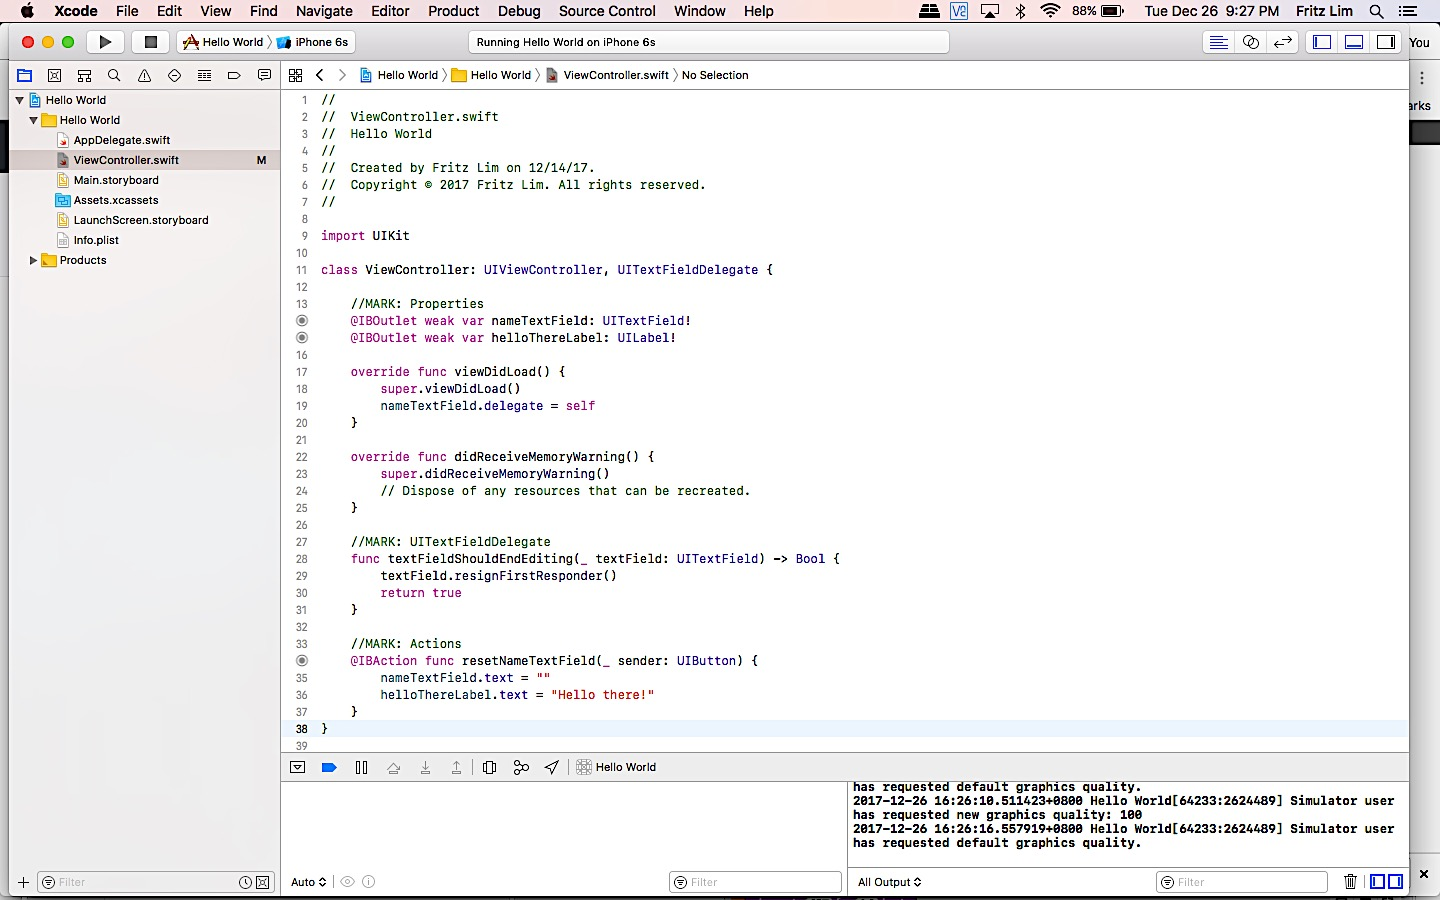 Xcode File Edit View Find Navigate Editor Product Debug Source Control Window Help 88% Tue Dec 26 9:27 PM Fritz Lim
Hello World iPhone 6s Running Hello World on iPhone 6s You
Hello World Hello World ViewController.swift No Selection
arks
Hello World
Hello World
AppDelegate.swift
ViewController.swift M
Main.storyboard
Assets.xcassets
LaunchScreen.storyboard
Info.plist
Products
1 //
2 // ViewController.swift
3 // Hello World
4 //
5 // Created by Fritz Lim on 12/14/17.
6 // Copyright © 2017 Fritz Lim. All rights reserved.
7 //
8
9 import UIKit
10
11 class ViewController: UIViewController, UITextFieldDelegate {
12
13 //MARK: Properties
@IBOutlet weak var nameTextField: UITextField!
@IBOutlet weak var helloThereLabel: UILabel!
16
17 override func viewDidLoad() {
18 super.viewDidLoad()
19 nameTextField.delegate = self
20 }
21
22 override func didReceiveMemoryWarning() {
23 super.didReceiveMemoryWarning()
24 // Dispose of any resources that can be recreated.
25 }
26
27 //MARK: UITextFieldDelegate
28 func textFieldShouldEndEditing(_ textField: UITextField) -> Bool {
29 textField.resignFirstResponder()
30 return true
31 }
32
33 //MARK: Actions
@IBAction func resetNameTextField(_ sender: UIButton) {
35 nameTextField.text = ""
36 helloThereLabel.text = "Hello there!"
37 }
38 }
39
Hello World
has requested default graphics quality.
2017-12-26 16:26:10.511423+0800 Hello World[64233:2624489] Simulator user
has requested new graphics quality: 100
2017-12-26 16:26:16.557919+0800 Hello World[64233:2624489] Simulator user
has requested default graphics quality.
Filter Auto Filter All Output Filter